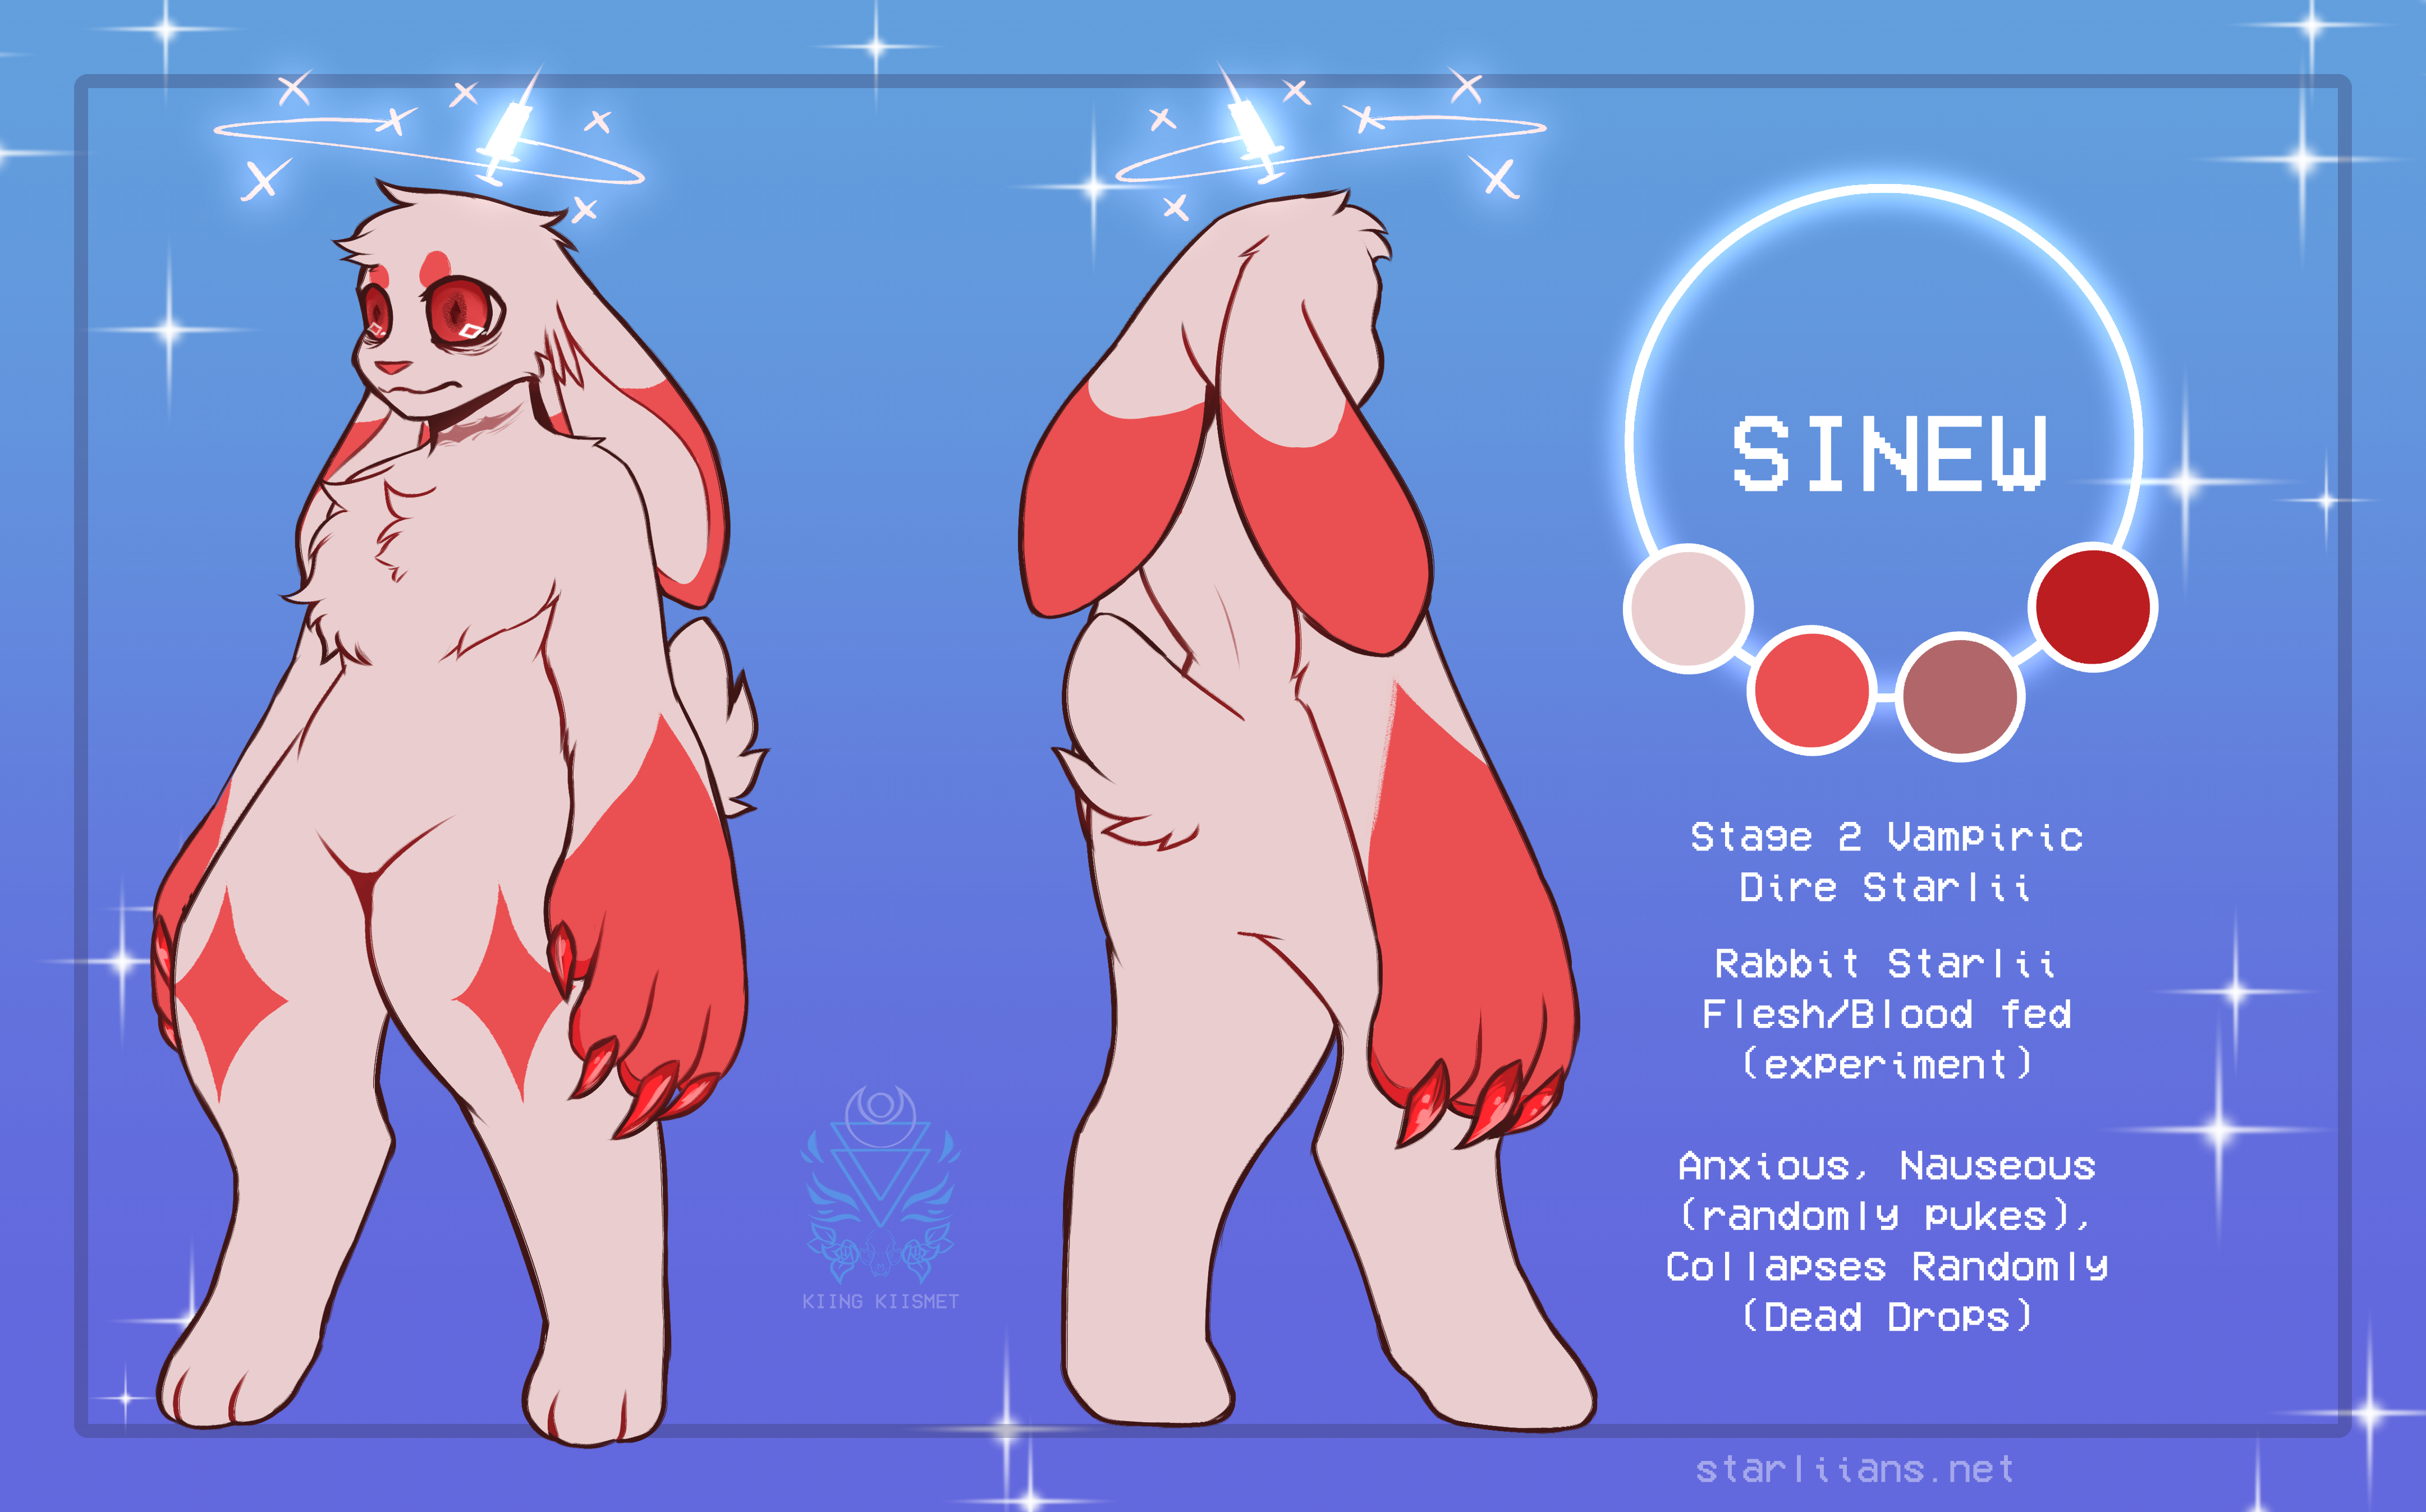 SINEW
Stage 2 Vampiric
Dire Starlii
Rabbit Starlii
Flesh/Blood fed
(experiment)
Anxious, Nauseous
(randomly pukes),
Collapses Randomly
(Dead Drops)
KIING KIISMET
starliians.net